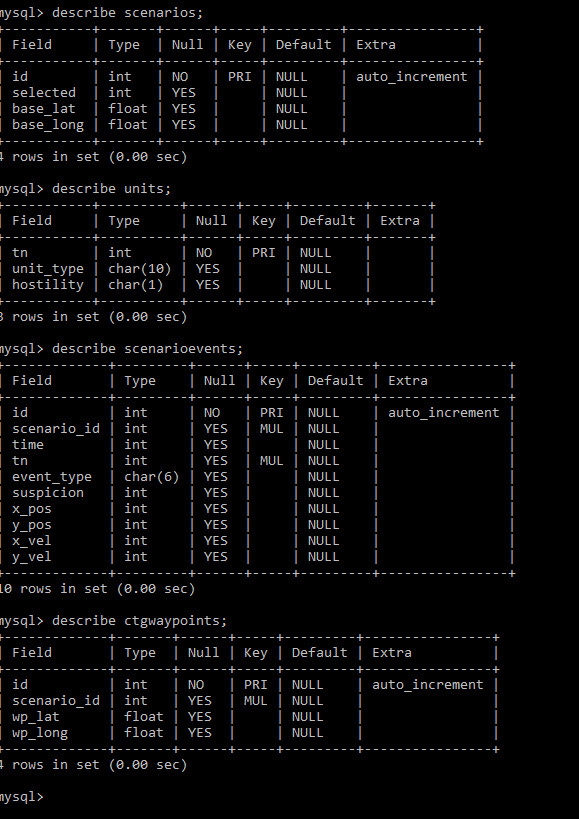 mysql> describe scenarios;
+-----------+-------+------+-----+---------+----------------+
| Field     | Type  | Null | Key | Default | Extra          |
+-----------+-------+------+-----+---------+----------------+
| id        | int   | NO   | PRI | NULL    | auto_increment |
| selected  | int   | YES  |     | NULL    |                |
| base_lat  | float | YES  |     | NULL    |                |
| base_long | float | YES  |     | NULL    |                |
+-----------+-------+------+-----+---------+----------------+
4 rows in set (0.00 sec)
mysql> describe units;
+-----------+----------+------+-----+---------+-------+
| Field     | Type     | Null | Key | Default | Extra |
+-----------+----------+------+-----+---------+-------+
| tn        | int      | NO   | PRI | NULL    |       |
| unit_type | char(10) | YES  |     | NULL    |       |
| hostility | char(1)  | YES  |     | NULL    |       |
+-----------+----------+------+-----+---------+-------+
3 rows in set (0.00 sec)
mysql> describe scenarioevents;
+-------------+---------+------+-----+---------+----------------+
| Field       | Type    | Null | Key | Default | Extra          |
+-------------+---------+------+-----+---------+----------------+
| id          | int     | NO   | PRI | NULL    | auto_increment |
| scenario_id | int     | YES  | MUL | NULL    |                |
| time        | int     | YES  |     | NULL    |                |
| tn          | int     | YES  | MUL | NULL    |                |
| event_type  | char(6) | YES  |     | NULL    |                |
| suspicion   | int     | YES  |     | NULL    |                |
| x_pos       | int     | YES  |     | NULL    |                |
| y_pos       | int     | YES  |     | NULL    |                |
| x_vel       | int     | YES  |     | NULL    |                |
| y_vel       | int     | YES  |     | NULL    |                |
+-------------+---------+------+-----+---------+----------------+
10 rows in set (0.00 sec)
mysql> describe ctgwaypoints;
+-------------+-------+------+-----+---------+----------------+
| Field       | Type  | Null | Key | Default | Extra          |
+-------------+-------+------+-----+---------+----------------+
| id          | int   | NO   | PRI | NULL    | auto_increment |
| scenario_id | int   | YES  | MUL | NULL    |                |
| wp_lat      | float | YES  |     | NULL    |                |
| wp_long     | float | YES  |     | NULL    |                |
+-------------+-------+------+-----+---------+----------------+
4 rows in set (0.00 sec)
mysql>